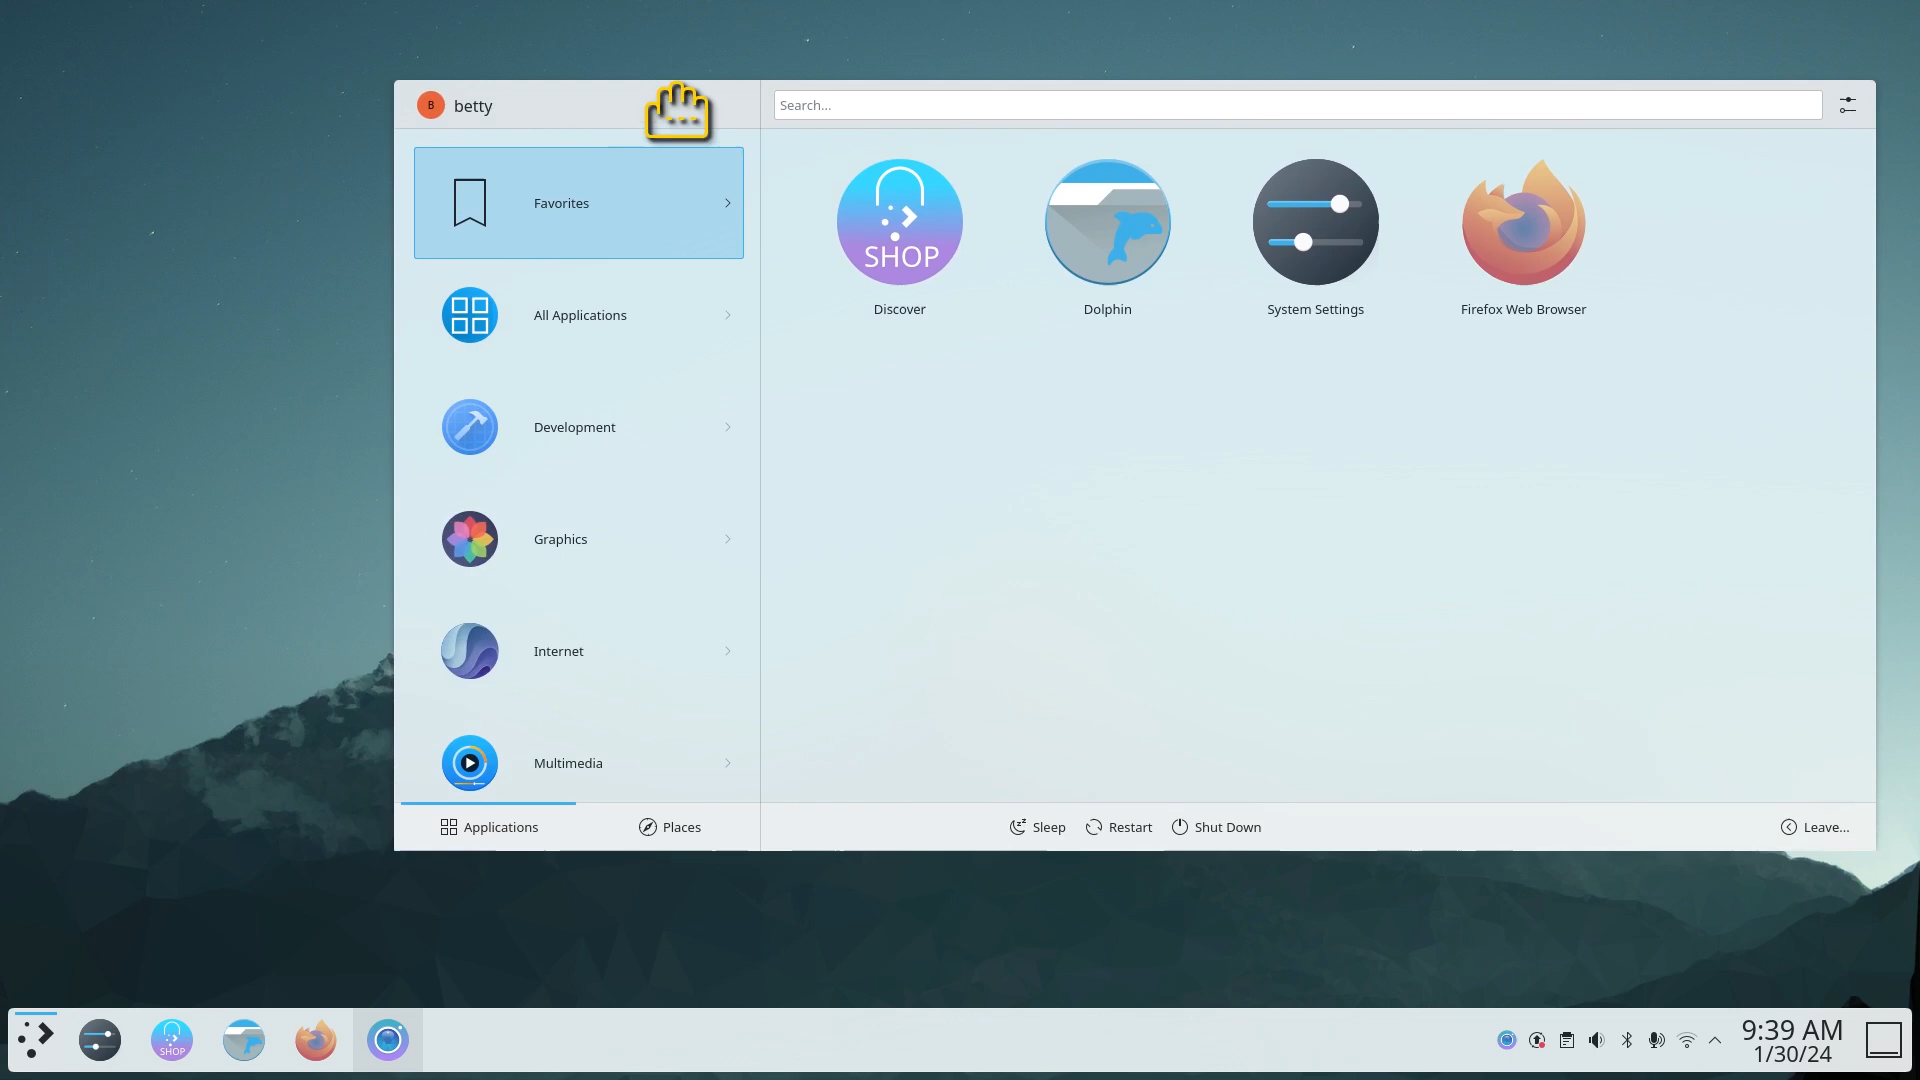 B betty
Search...
Favorites
All Applications
Development
Graphics
Internet
Multimedia
SHOP
Discover
Dolphin
System Settings
Firefox Web Browser
Applications
Places
Sleep
Restart
Shut Down
Leave...
SHOP
9:39 AM
1/30/24